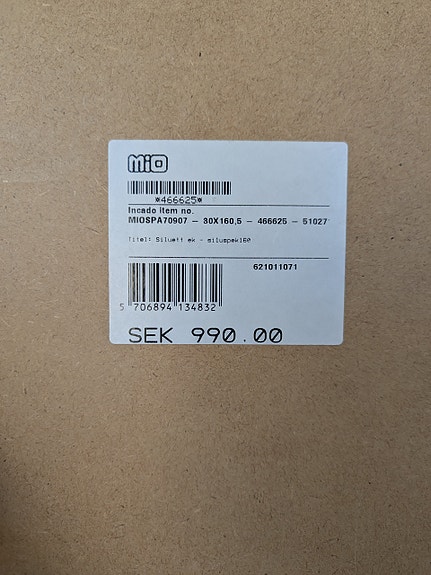 MIO
*466625*
Incado item no.
MIOSPA70907 - 30X160,5 - 466625 - 51027
Titel: Siluett ek - miluspek160
621011071
5 706894 134832
SEK 990.00